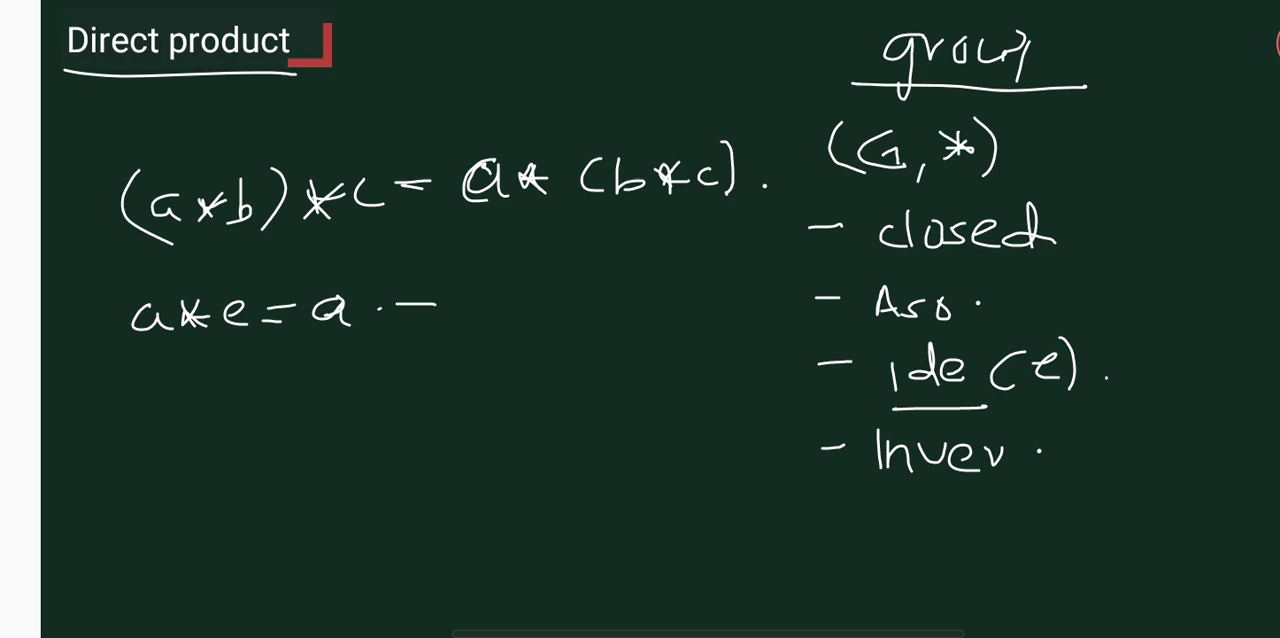 Direct product
group
(G, *)
(a*b)*c = a*(b*c).
- closed
- Aso.
a*e = a. -
- ide (e).
- Inver.